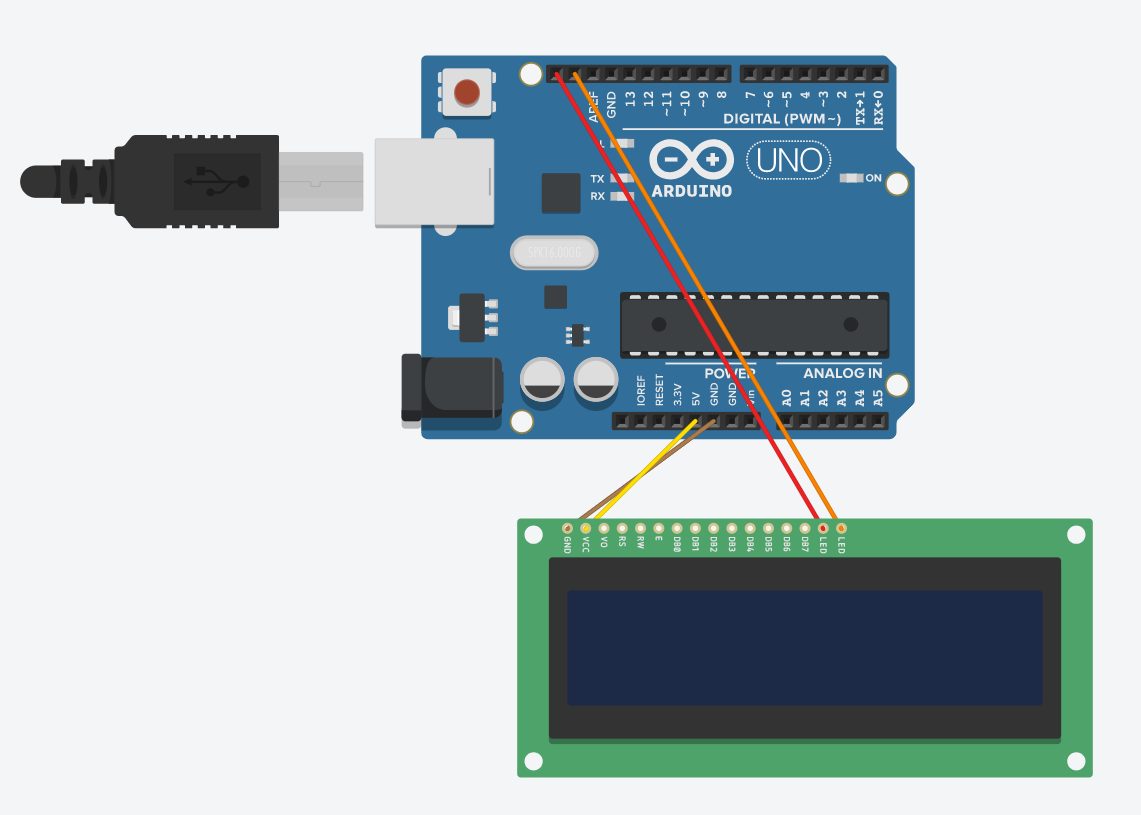 AREF GND 13 12 ~11 ~10 ~9 8 7 ~6 ~5 4 ~3 2 TX→1 RX←0
DIGITAL (PWM~)
L
TX
RX
UNO
ARDUINO
ON
POWER ANALOG IN
IOREF RESET 3.3V 5V GND GND Vin A0 A1 A2 A3 A4 A5
GND VCC VO RS RW E DB0 DB1 DB2 DB3 DB4 DB5 DB6 DB7 LED LED